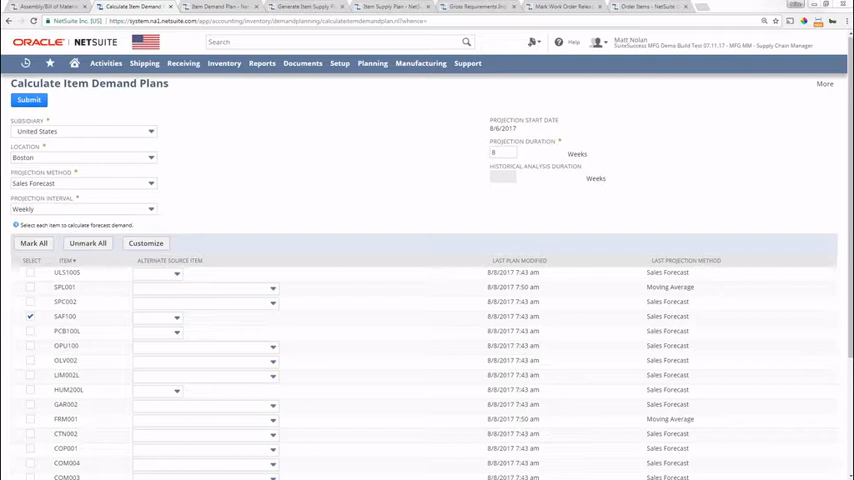 Assembly/Bill of Material
Calculate Item Demand Plan
Item Demand Plan - Net
Generate Item Supply P
Item Supply Plan - NetS
Gross Requirements Inq
Mark Work Order Releas
Order Items - NetSuite
NetSuite Inc. [US]
https://system.na1.netsuite.com/app/accounting/inventory/demandplanning/calculateitemdemandplan.nl?whence=
ORACLE NETSUITE
Search
Help
Matt Nolan
SuiteSuccess MFG Demo Build Test 07.11.17 - MFG MM - Supply Chain Manager
Activities Shipping Receiving Inventory Reports Documents Setup Planning Manufacturing Support
Calculate Item Demand Plans
More
Submit
SUBSIDIARY *
United States
LOCATION *
Boston
PROJECTION METHOD *
Sales Forecast
PROJECTION INTERVAL *
Weekly
PROJECTION START DATE
8/6/2017
PROJECTION DURATION *
8 Weeks
HISTORICAL ANALYSIS DURATION
Weeks
Select each item to calculate forecast demand.
Mark All Unmark All Customize
SELECT ITEM ALTERNATE SOURCE ITEM LAST PLAN MODIFIED LAST PROJECTION METHOD
ULS100S 8/8/2017 7:43 am Sales Forecast
SPL001 8/8/2017 7:50 am Moving Average
SPC002 8/8/2017 7:43 am Sales Forecast
SAF100 8/8/2017 7:43 am Sales Forecast
PCB100L 8/8/2017 7:43 am Sales Forecast
OPU100 8/8/2017 7:43 am Sales Forecast
OLV002 8/8/2017 7:43 am Sales Forecast
LIM002L 8/8/2017 7:43 am Sales Forecast
HUM200L 8/8/2017 7:43 am Sales Forecast
GAR002 8/8/2017 7:43 am Sales Forecast
FRM001 8/8/2017 7:50 am Moving Average
CTN002 8/8/2017 7:43 am Sales Forecast
COP001 8/8/2017 7:43 am Sales Forecast
COM004 8/8/2017 7:43 am Sales Forecast
COM003 8/8/2017 7:43 am Sales Forecast